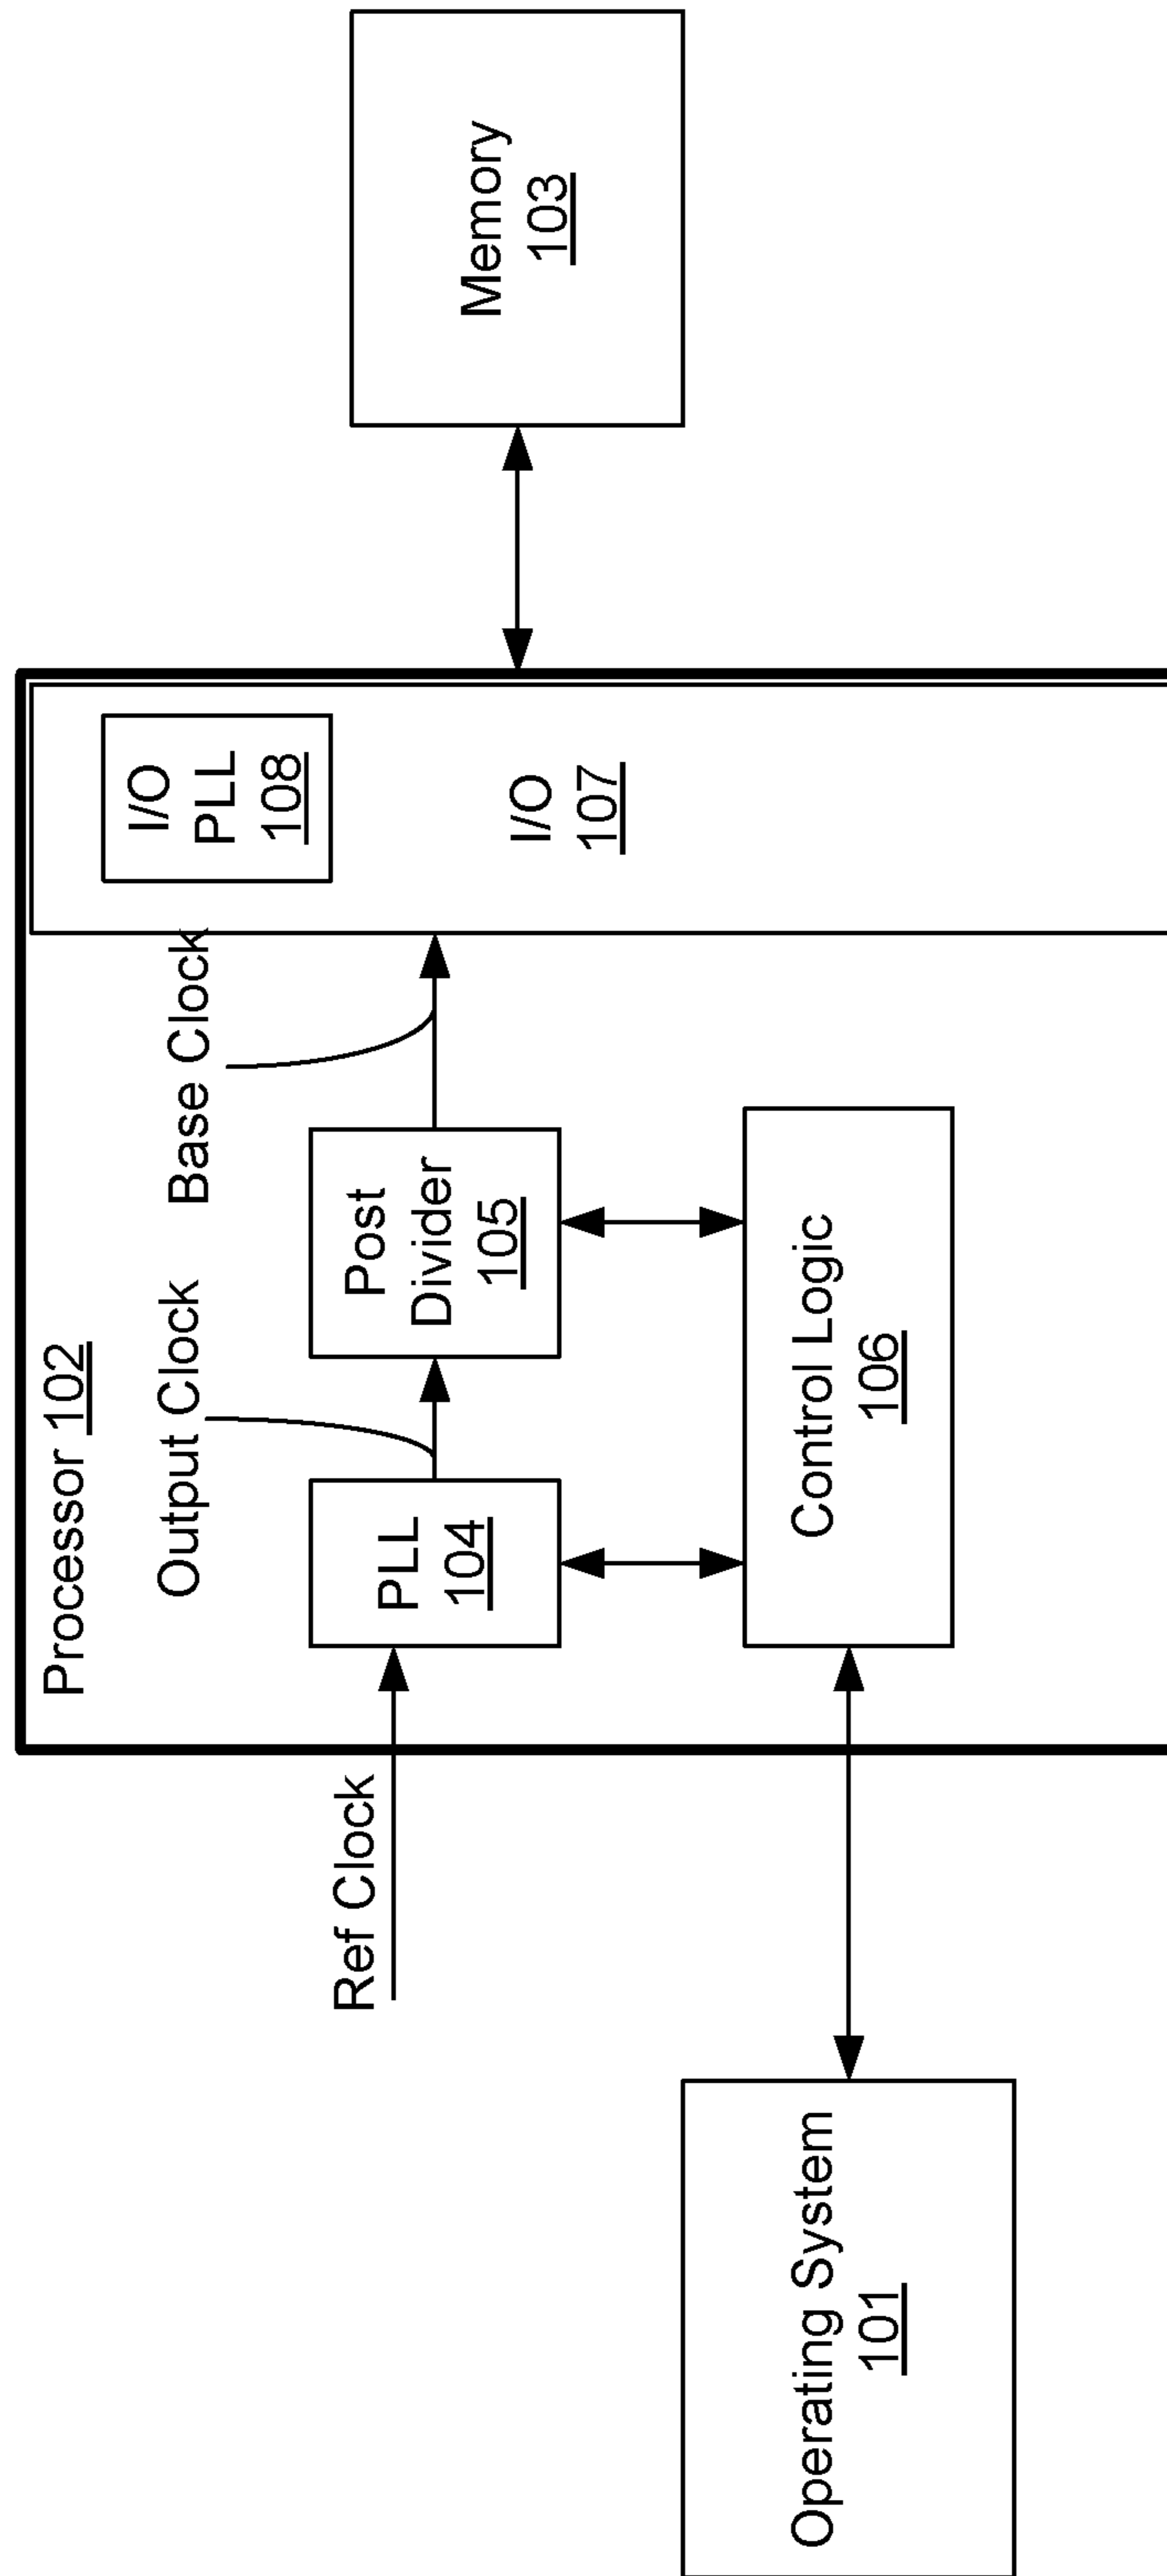 Processor 102
Output Clock
Base Clock
Ref Clock
PLL
104
Post
Divider
105
I/O
PLL
108
I/O
107
Memory
103
Control Logic
106
Operating System
101